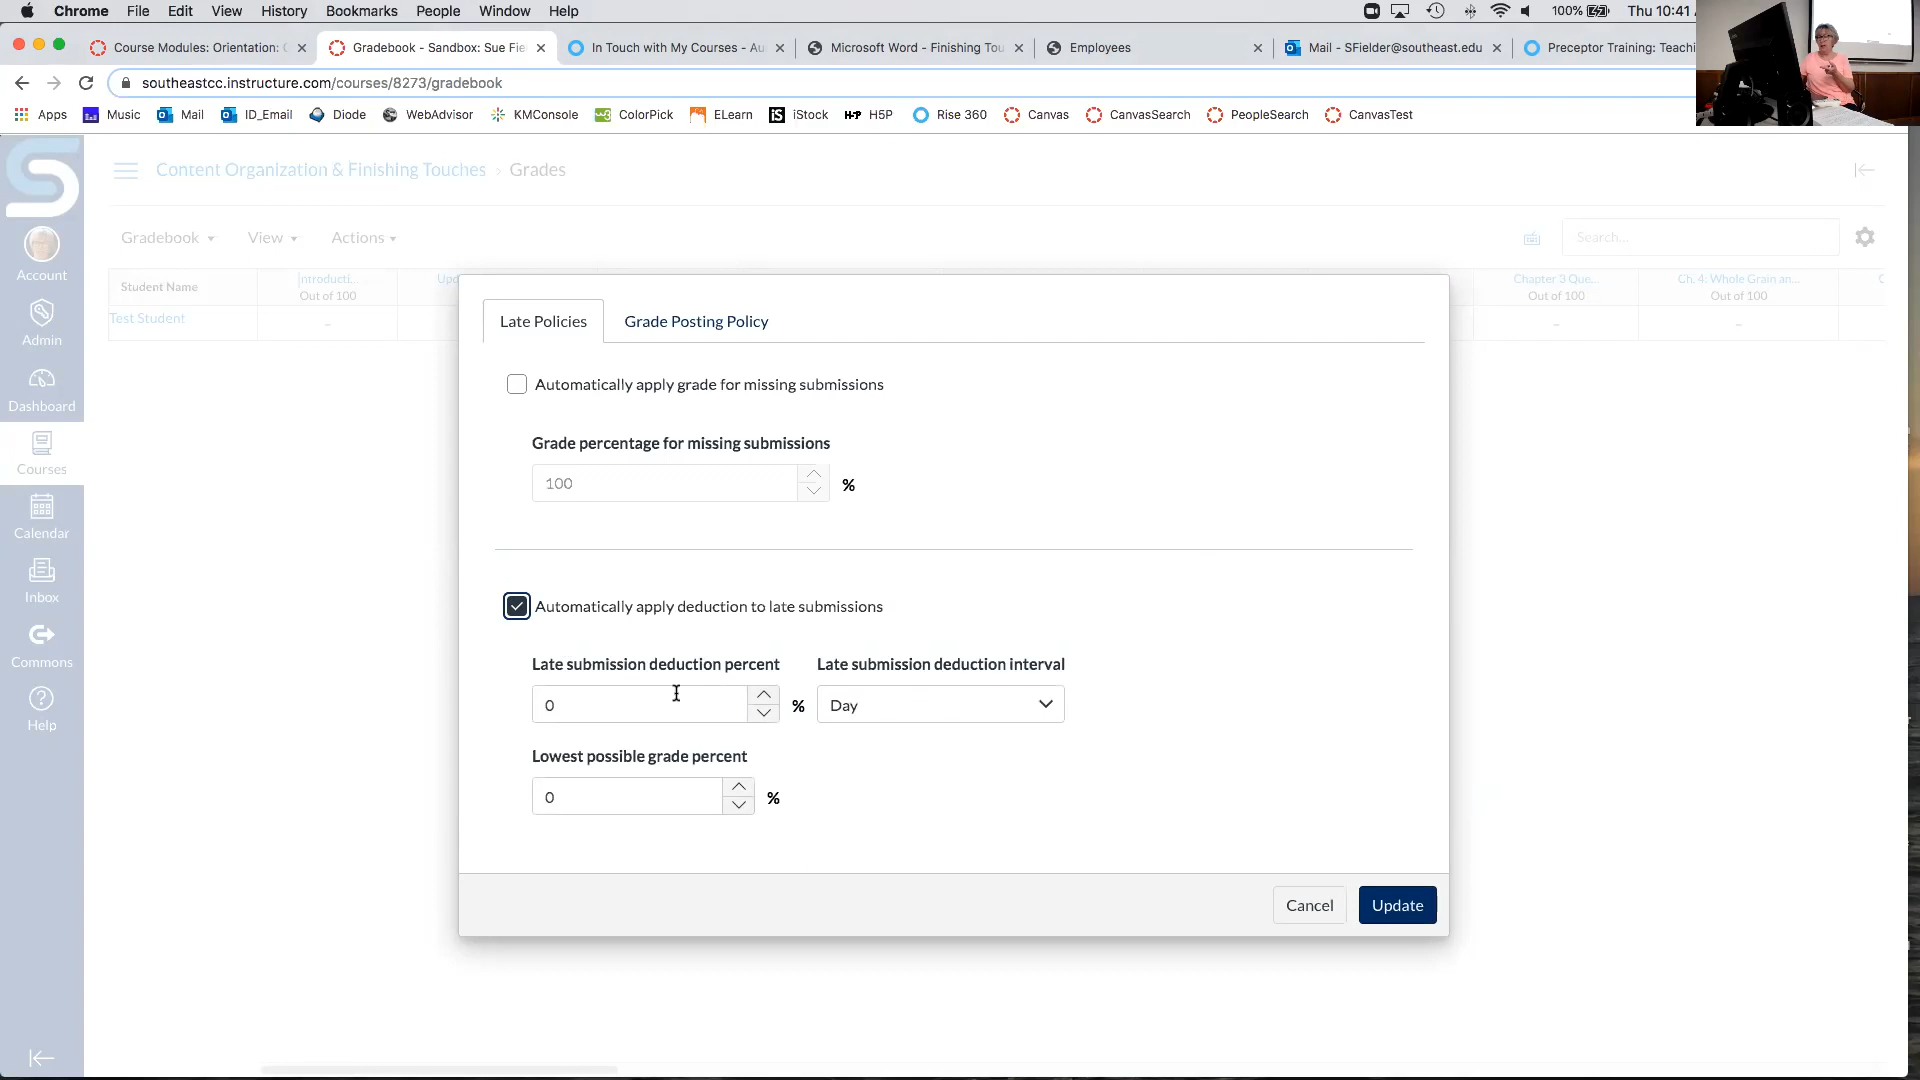 Chrome File Edit View History Bookmarks People Window Help 100% Thu 10:41
Course Modules: Orientation: Gradebook - Sandbox: Sue Fie In Touch with My Courses - Au Microsoft Word - Finishing Tou Employees Mail - SFielder@southeast.edu Preceptor Training: Teachi
southeastcc.instructure.com/courses/8273/gradebook
Apps Music Mail ID_Email Diode WebAdvisor KMConsole ColorPick ELearn iS iStock H-P H5P Rise 360 Canvas CanvasSearch PeopleSearch CanvasTest
Content Organization & Finishing Touches › Grades
Gradebook View Actions Search...
Student Name
Introducti...
Out of 100
Upd
Chapter 3 Que...
Out of 100
Ch. 4: Whole Grain an...
Out of 100
Test Student
-
-
-
Account
Admin
Dashboard
Courses
Calendar
Inbox
Commons
Help
Late Policies Grade Posting Policy
Automatically apply grade for missing submissions
Grade percentage for missing submissions
100 %
Automatically apply deduction to late submissions
Late submission deduction percent Late submission deduction interval
0 % Day
Lowest possible grade percent
0 %
Cancel Update